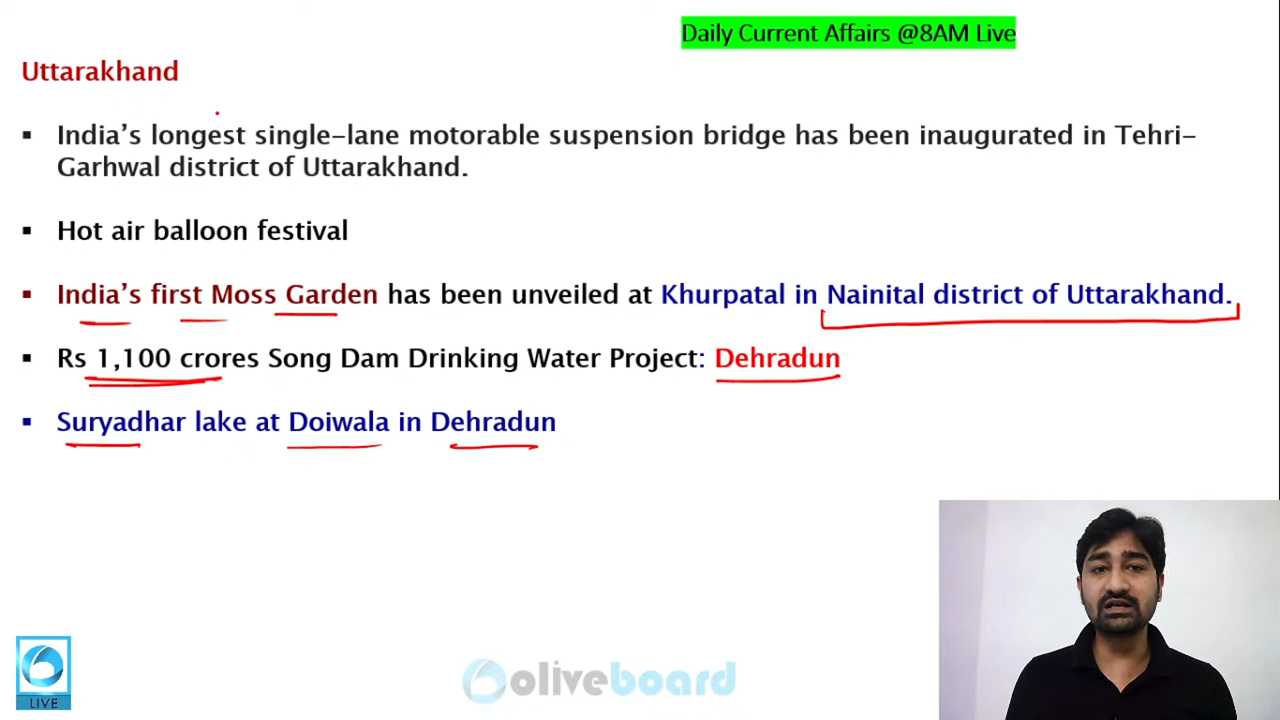 Daily Current Affairs @8AM Live
Uttarakhand
▪ India's longest single-lane motorable suspension bridge has been inaugurated in Tehri-
Garhwal district of Uttarakhand.
▪ Hot air balloon festival
▪ India's first Moss Garden has been unveiled at Khurpatal in Nainital district of Uttarakhand.
▪ Rs 1,100 crores Song Dam Drinking Water Project: Dehradun
▪ Suryadhar lake at Doiwala in Dehradun
LIVE
oliveboard